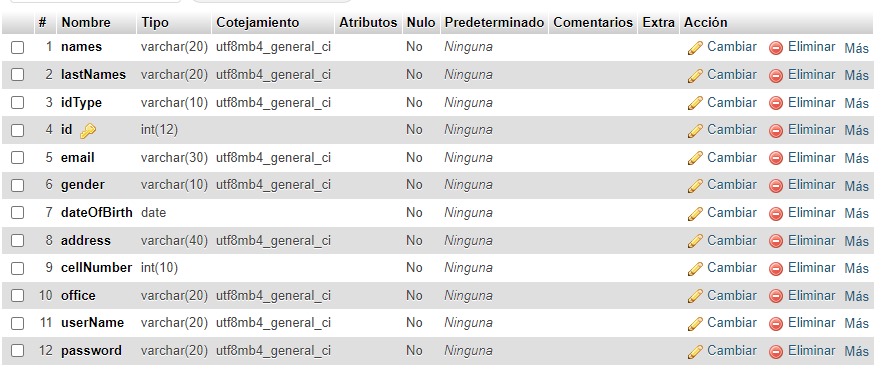 # Nombre Tipo Cotejamiento Atributos Nulo Predeterminado Comentarios Extra Acción
1 names varchar(20) utf8mb4_general_ci No Ninguna Cambiar Eliminar Más
2 lastNames varchar(20) utf8mb4_general_ci No Ninguna Cambiar Eliminar Más
3 idType varchar(10) utf8mb4_general_ci No Ninguna Cambiar Eliminar Más
4 id int(12) No Ninguna Cambiar Eliminar Más
5 email varchar(30) utf8mb4_general_ci No Ninguna Cambiar Eliminar Más
6 gender varchar(10) utf8mb4_general_ci No Ninguna Cambiar Eliminar Más
7 dateOfBirth date No Ninguna Cambiar Eliminar Más
8 address varchar(40) utf8mb4_general_ci No Ninguna Cambiar Eliminar Más
9 cellNumber int(10) No Ninguna Cambiar Eliminar Más
10 office varchar(20) utf8mb4_general_ci No Ninguna Cambiar Eliminar Más
11 userName varchar(20) utf8mb4_general_ci No Ninguna Cambiar Eliminar Más
12 password varchar(20) utf8mb4_general_ci No Ninguna Cambiar Eliminar Más